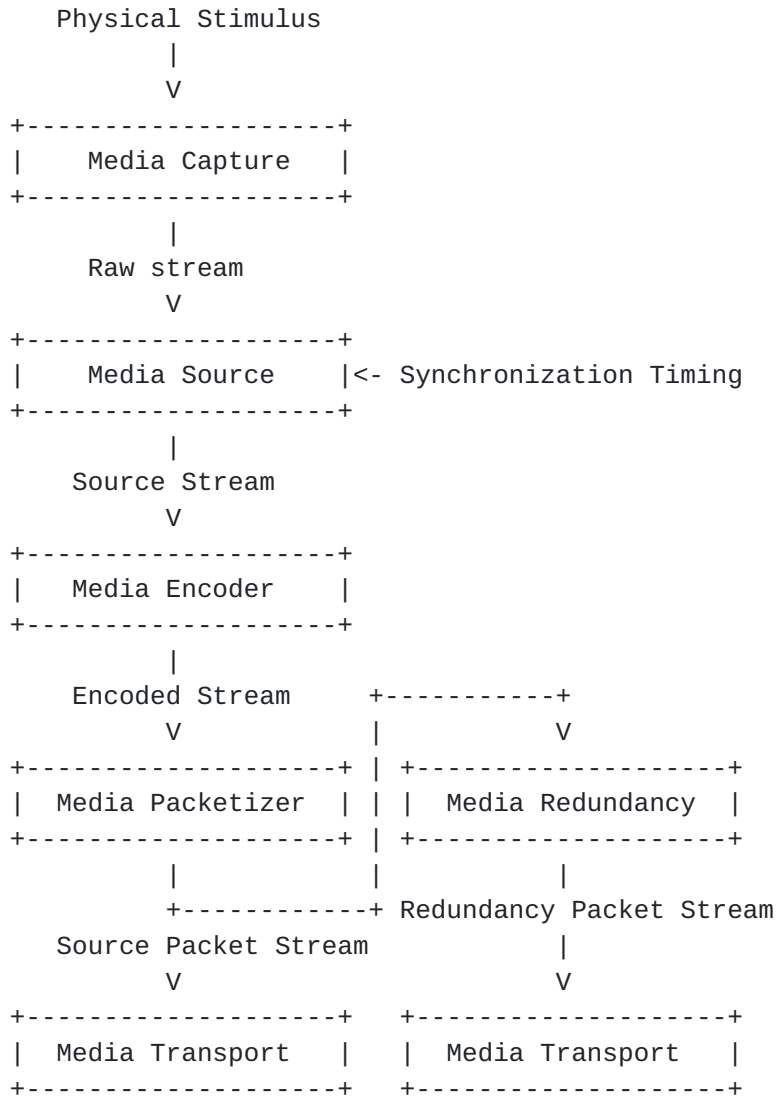 Physical Stimulus
|
V
+--------------------+
|    Media Capture   |
+--------------------+
|
Raw stream
V
+--------------------+
|    Media Source    |<- Synchronization Timing
+--------------------+
|
Source Stream
V
+--------------------+
|   Media Encoder    |
+--------------------+
|
Encoded Stream     +-----------+
V            |           V
+--------------------+ | +--------------------+
|  Media Packetizer  | | |  Media Redundancy  |
+--------------------+ | +--------------------+
|            |           |
+------------+ Redundancy Packet Stream
Source Packet Stream            |
V                        V
+--------------------+   +--------------------+
|  Media Transport   |   |  Media Transport   |
+--------------------+   +--------------------+